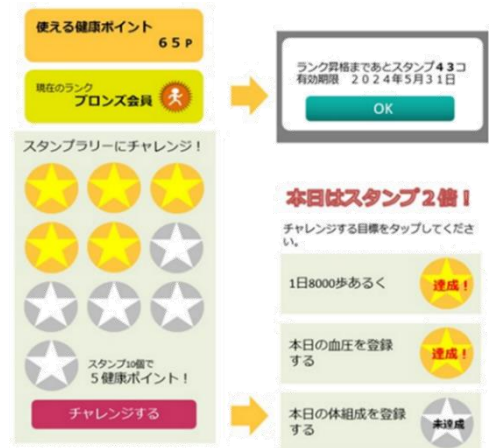 使える健康ポイント
65P
現在のランク
ブロンズ会員
スタンプラリーにチャレンジ!
スタンプ10個で
5健康ポイント!
チャレンジする
ランク昇格まであとスタンプ43コ
有効期限 2024年5月31日
OK
本日はスタンプ2倍!
チャレンジする目標をタップしてくださ
い。
1日8000歩あるく
達成!
本日の血圧を登録
する
達成!
本日の体組成を登録
する
未達成